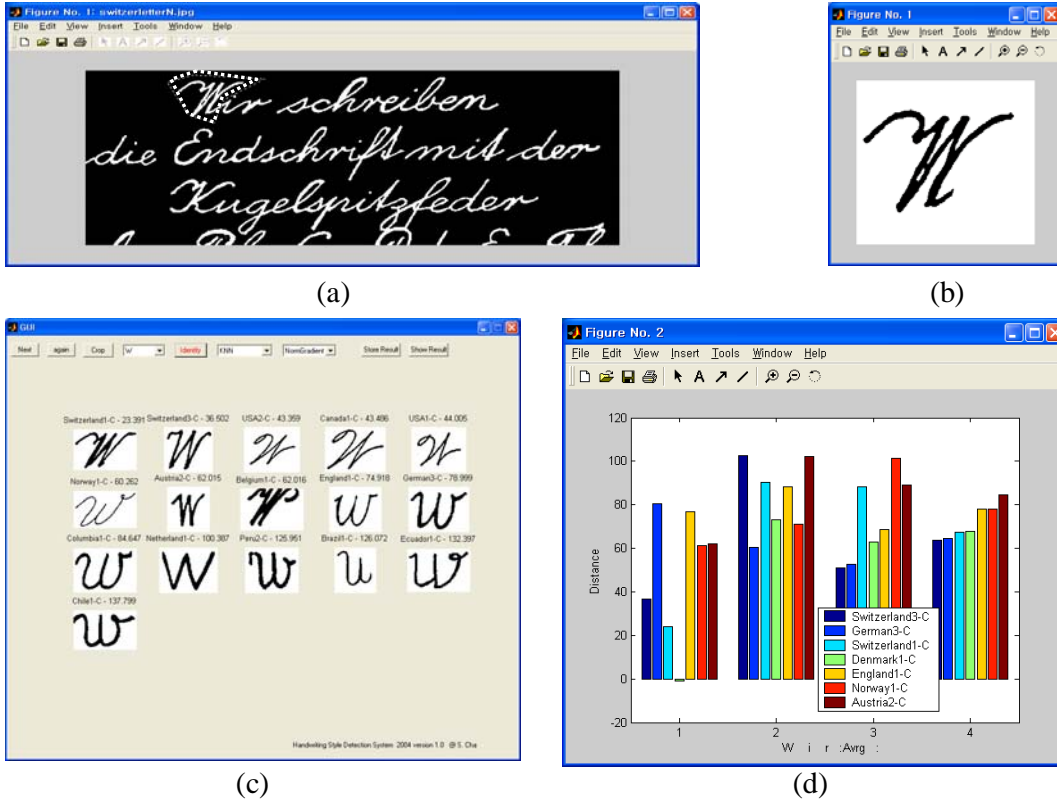 Figure No. 1: switzerletterN.jpg
File Edit View Insert Tools Window Help
Wir schreiben
die Endschrift mit der
Kugelspitzfeder
(a)
Figure No. 1
File Edit View Insert Tools Window Help
W
(b)
GUI
Next again Crop W Identify KNN NormGradient Store Result Show Result
Switzerland1-C - 23.391 Switzerland3-C - 36.502 USA2-C - 43.359 Canada1-C - 43.486 USA1-C - 44.005
W W W W W
Norway1-C - 60.262 Austria2-C - 62.015 Belgium1-C - 62.016 England1-C - 74.918 German3-C - 78.999
W W W W W
Columbia1-C - 84.647 Netherland1-C - 100.387 Peru2-C - 125.951 Brazil1-C - 126.072 Ecuador1-C - 132.397
W W W W W
Chile1-C - 137.799
W
Handwriting Style Detection System 2004 version 1.0 @ S. Cha
(c)
Figure No. 2
File Edit View Insert Tools Window Help
120
100
80
60
40
20
0
-20
Distance
Switzerland3-C
German3-C
Switzerland1-C
Denmark1-C
England1-C
Norway1-C
Austria2-C
1 2 3 4
W i r :Avrg :
(d)